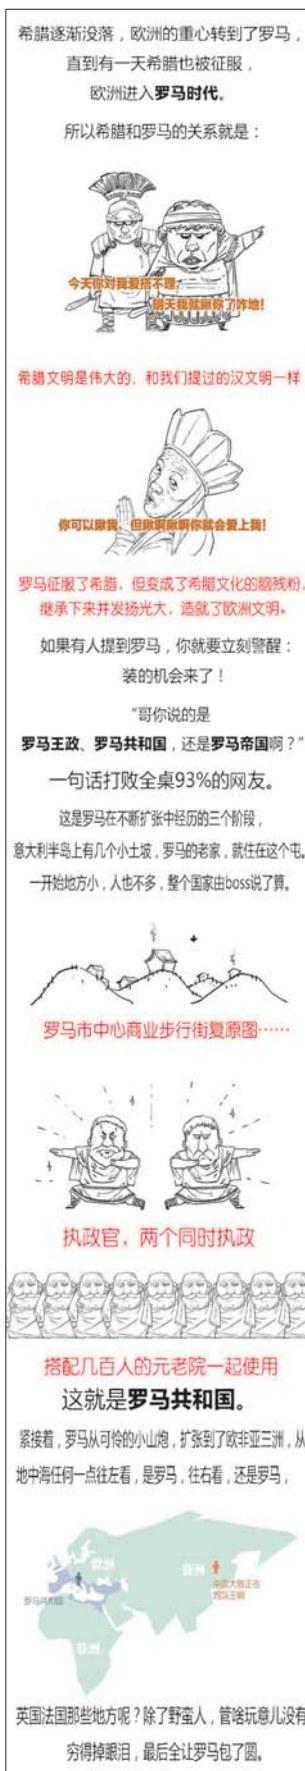 希腊逐渐没落，欧洲的重心转到了罗马，
直到有一天希腊也被征服，
欧洲进入罗马时代。
所以希腊和罗马的关系就是：
今天你对我爱搭不理，
明天我就瞅你了咋地！
希腊文明是伟大的，和我们提过的汉文明一样
你可以瞅我，但瞅啊瞅啊你就会爱上我！
罗马征服了希腊，但变成了希腊文化的脑残粉，
继承下来并发扬光大，造就了欧洲文明。
如果有人提到罗马，你就要立刻警醒：
装的机会来了！
“哥你说的是
罗马王政、罗马共和国，还是罗马帝国啊？”
一句话打败全桌93%的网友。
这是罗马在不断扩张中经历的三个阶段，
意大利半岛上有几个小土坡，罗马的老家，就住在这个屯。
一开始地方小，人也不多，整个国家由boss说了算。
罗马市中心商业步行街复原图……
执政官，两个同时执政
搭配几百人的元老院一起使用
这就是罗马共和国。
紧接着，罗马从可怜的小山炮，扩张到了欧非亚三洲，从
地中海任何一点往左看，是罗马，往右看，还是罗马，
欧洲
亚洲
罗马共和国
中国大概正在
西汉王朝
英国法国那些地方呢？除了野蛮人，管啥玩意儿没有
穷得掉眼泪，最后全让罗马包了圆。